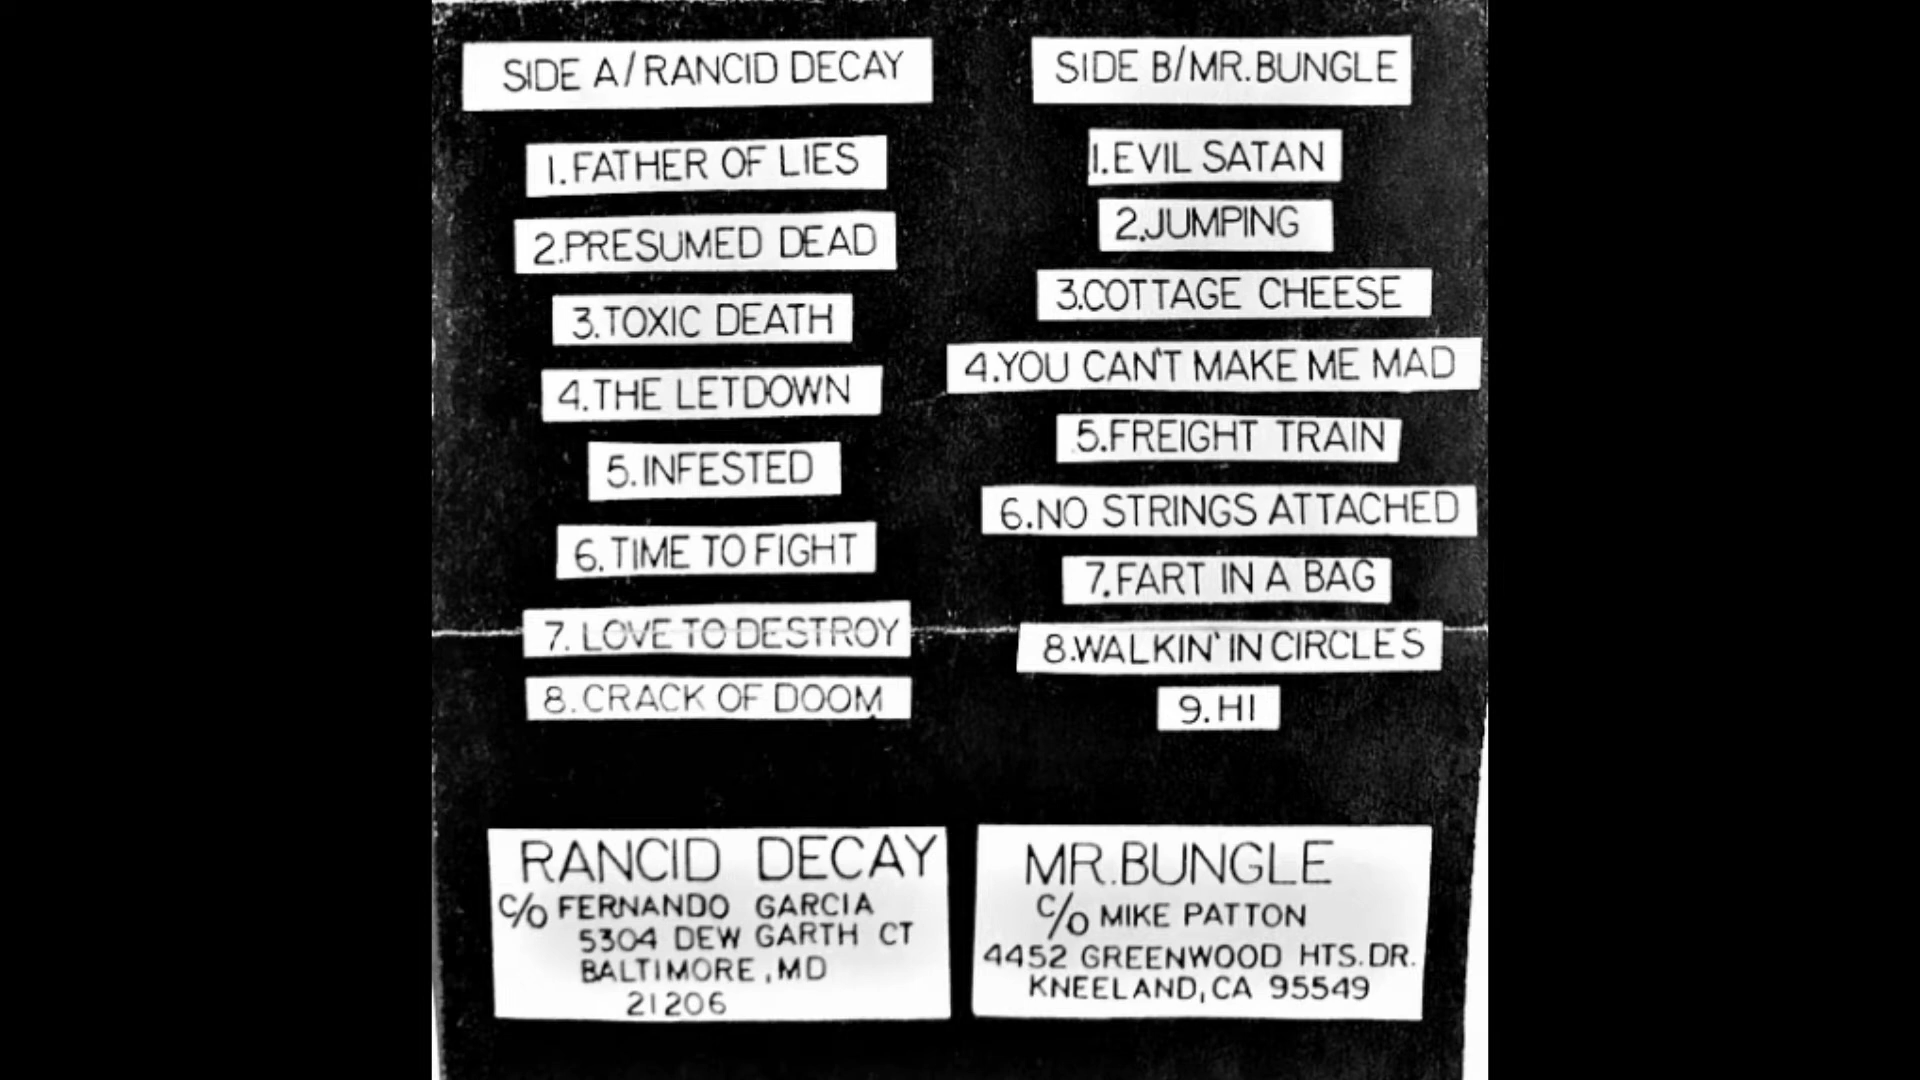 SIDE A/RANCID DECAY
1.FATHER OF LIES
2.PRESUMED DEAD
3.TOXIC DEATH
4.THE LETDOWN
5.INFESTED
6.TIME TO FIGHT
7. LOVE TO DESTROY
8.CRACK OF DOOM
SIDE B/MR.BUNGLE
1.EVIL SATAN
2.JUMPING
3.COTTAGE CHEESE
4.YOU CAN'T MAKE ME MAD
5.FREIGHT TRAIN
6.NO STRINGS ATTACHED
7.FART IN A BAG
8.WALKIN' IN CIRCLES
9.HI
RANCID DECAY
C/O FERNANDO GARCIA
5304 DEW GARTH CT
BALTIMORE, MD
21206
MR.BUNGLE
C/O MIKE PATTON
4452 GREENWOOD HTS.DR.
KNEELAND, CA 95549